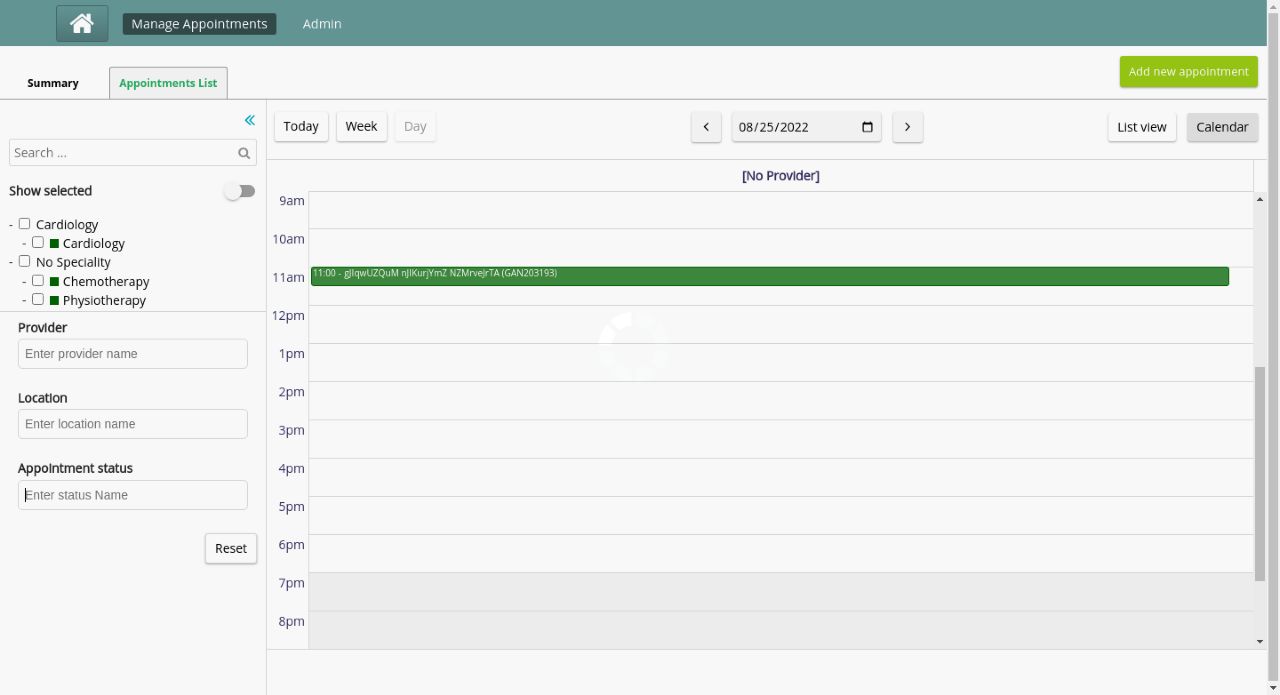 Manage Appointments
Admin
Summary
Appointments List
Add new appointment
Today
Week
Day
08/25/2022
List view
Calendar
Search ...
Show selected
- Cardiology
- Cardiology
- No Speciality
- Chemotherapy
- Physiotherapy
Provider
Enter provider name
Location
Enter location name
Appointment status
Enter status Name
Reset
[No Provider]
9am
10am
11am
11:00 - gJIqwUZQuM nJlKurjYmZ NZMrveJrTA (GAN203193)
12pm
1pm
2pm
3pm
4pm
5pm
6pm
7pm
8pm